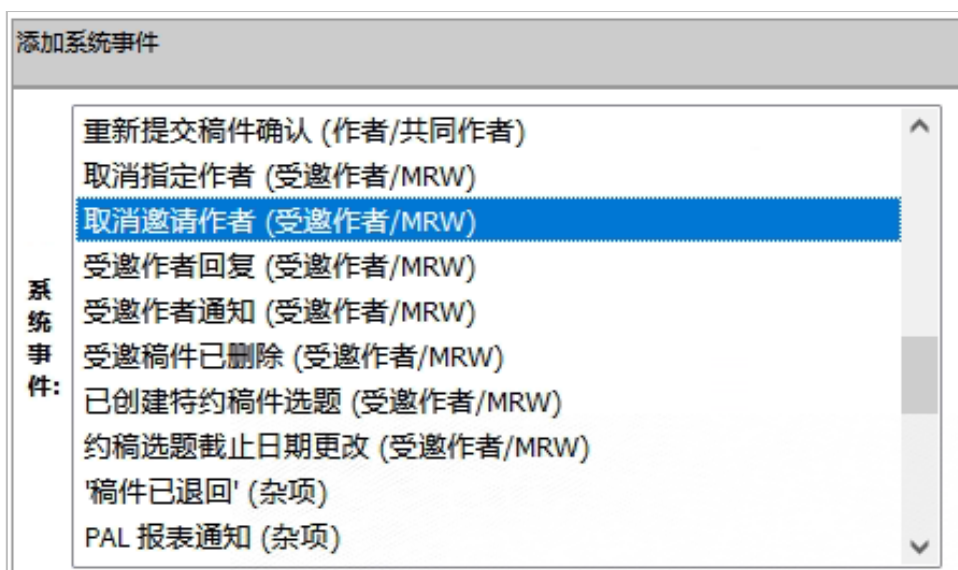 添加系统事件
重新提交稿件确认 (作者/共同作者)
取消指定作者 (受邀作者/MRW)
取消邀请作者 (受邀作者/MRW)
受邀作者回复 (受邀作者/MRW)
系统事件:
受邀作者通知 (受邀作者/MRW)
受邀稿件已删除 (受邀作者/MRW)
已创建特约稿件选题 (受邀作者/MRW)
约稿选题截止日期更改 (受邀作者/MRW)
'稿件已退回' (杂项)
PAL 报表通知 (杂项)